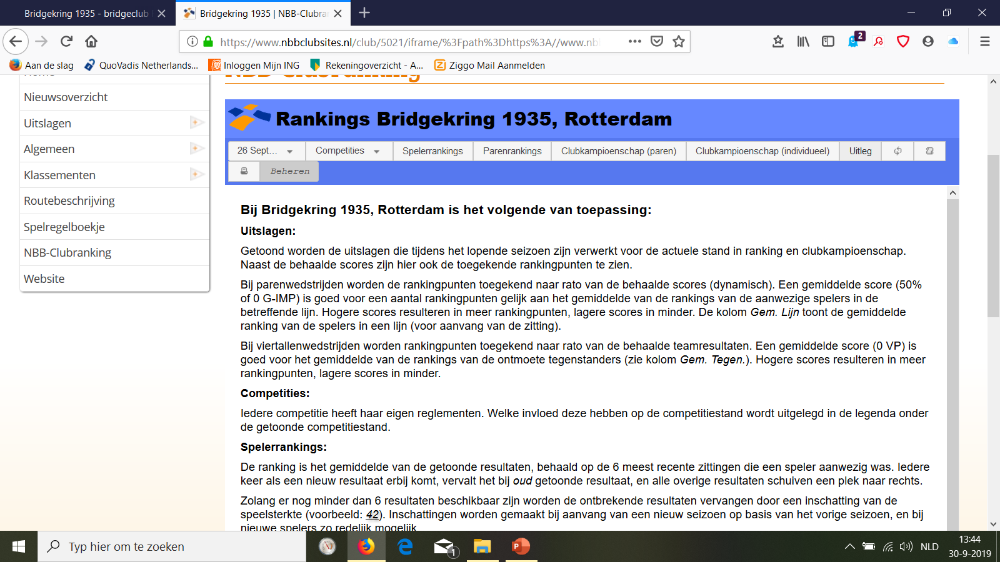 Bridgekring 1935 - bridgeclub
Bridgekring 1935 | NBB-Clubra
https://www.nbbclubsites.nl/club/5021/iframe/%3Fpath%3Dhttps%3A//www.nb
2
Aan de slag
QuoVadis Netherlands...
Inloggen Mijn ING
Rekeningoverzicht - A...
Ziggo Mail Aanmelden
Home
Nieuwsoverzicht
Uitslagen
Algemeen
Klassementen
Routebeschrijving
Spelregelboekje
NBB-Clubranking
Website
NBB-Clubranking
Rankings Bridgekring 1935, Rotterdam
26 Sept...
Competities
Spelerrankings
Parenrankings
Clubkampioenschap (paren)
Clubkampioenschap (individueel)
Uitleg
Beheren
Bij Bridgekring 1935, Rotterdam is het volgende van toepassing:
Uitslagen:
Getoond worden de uitslagen die tijdens het lopende seizoen zijn verwerkt voor de actuele stand in ranking en clubkampioenschap.
Naast de behaalde scores zijn hier ook de toegekende rankingpunten te zien.
Bij parenwedstrijden worden de rankingpunten toegekend naar rato van de behaalde scores (dynamisch). Een gemiddelde score (50%
of 0 G-IMP) is goed voor een aantal rankingpunten gelijk aan het gemiddelde van de rankings van de aanwezige spelers in de
betreffende lijn. Hogere scores resulteren in meer rankingpunten, lagere scores in minder. De kolom Gem. Lijn toont de gemiddelde
ranking van de spelers in een lijn (voor aanvang van de zitting).
Bij viertallenwedstrijden worden rankingpunten toegekend naar rato van de behaalde teamresultaten. Een gemiddelde score (0 VP) is
goed voor het gemiddelde van de rankings van de ontmoete tegenstanders (zie kolom Gem. Tegen.). Hogere scores resulteren in meer
rankingpunten, lagere scores in minder.
Competities:
Iedere competitie heeft haar eigen reglementen. Welke invloed deze hebben op de competitiestand wordt uitgelegd in de legenda onder
de getoonde competitiestand.
Spelerrankings:
De ranking is het gemiddelde van de getoonde resultaten, behaald op de 6 meest recente zittingen die een speler aanwezig was. Iedere
keer als een nieuw resultaat erbij komt, vervalt het bij oud getoonde resultaat, en alle overige resultaten schuiven een plek naar rechts.
Zolang er nog minder dan 6 resultaten beschikbaar zijn worden de ontbrekende resultaten vervangen door een inschatting van de
speelsterkte (voorbeeld: 42). Inschattingen worden gemaakt bij aanvang van een nieuw seizoen op basis van het vorige seizoen, en bij
nieuwe spelers zo redelijk mogelijk
Typ hier om te zoeken
1
NLD
13:44
30-9-2019